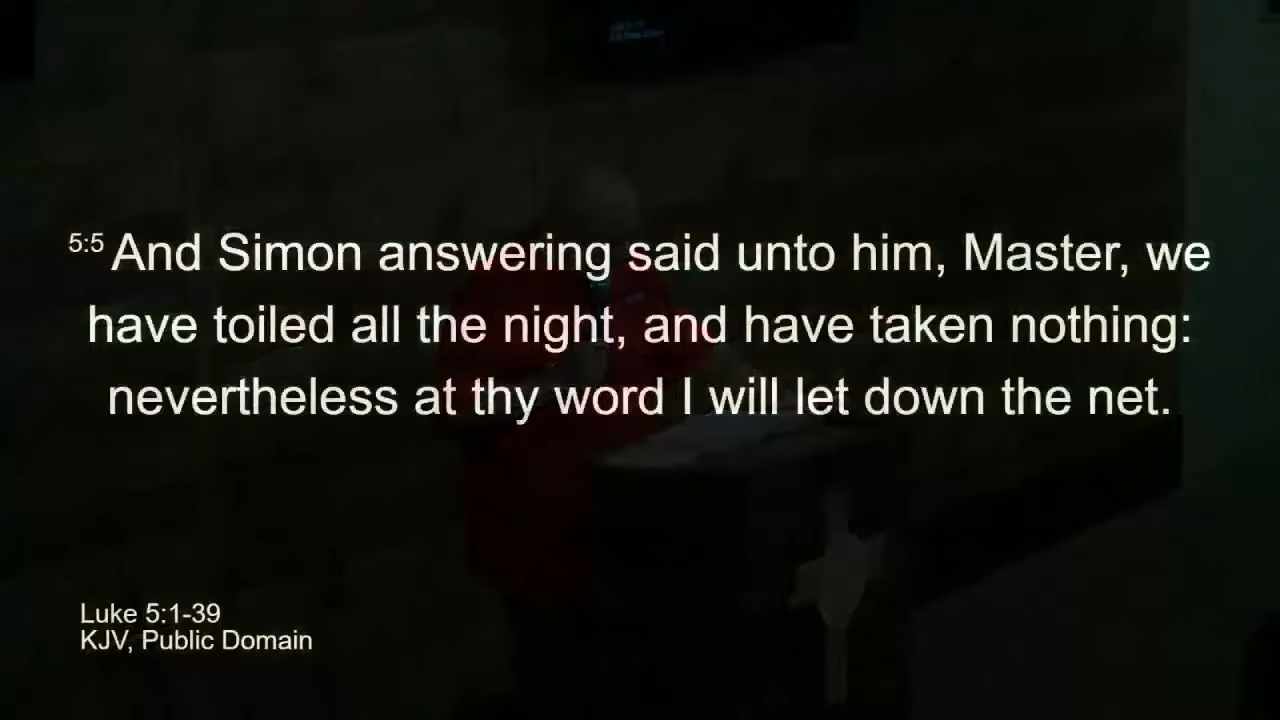 5:5 And Simon answering said unto him, Master, we
have toiled all the night, and have taken nothing:
nevertheless at thy word I will let down the net.
Luke 5:1-39
KJV, Public Domain